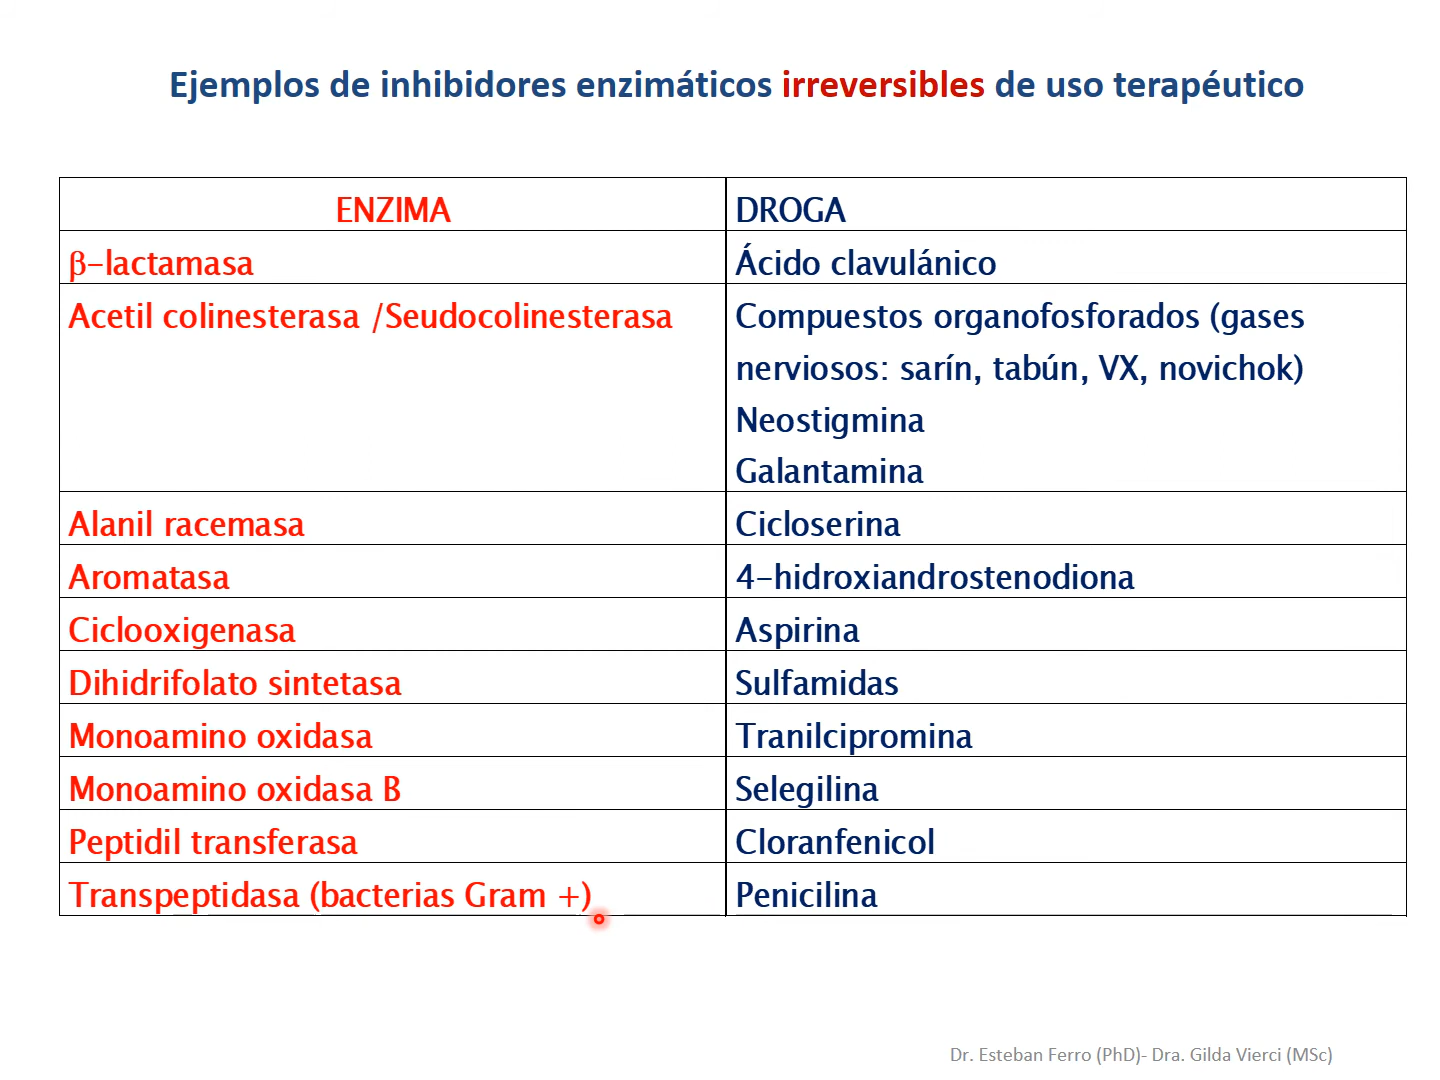 Ejemplos de inhibidores enzimáticos irreversibles de uso terapéutico
ENZIMA DROGA
β-lactamasa Ácido clavulánico
Acetil colinesterasa /Seudocolinesterasa Compuestos organofosforados (gases
nerviosos: sarín, tabún, VX, novichok)
Neostigmina
Galantamina
Alanil racemasa Cicloserina
Aromatasa 4-hidroxiandrostenodiona
Ciclooxigenasa Aspirina
Dihidrifolato sintetasa Sulfamidas
Monoamino oxidasa Tranilcipromina
Monoamino oxidasa B Selegilina
Peptidil transferasa Cloranfenicol
Transpeptidasa (bacterias Gram +) Penicilina
Dr. Esteban Ferro (PhD)- Dra. Gilda Vierci (MSc)